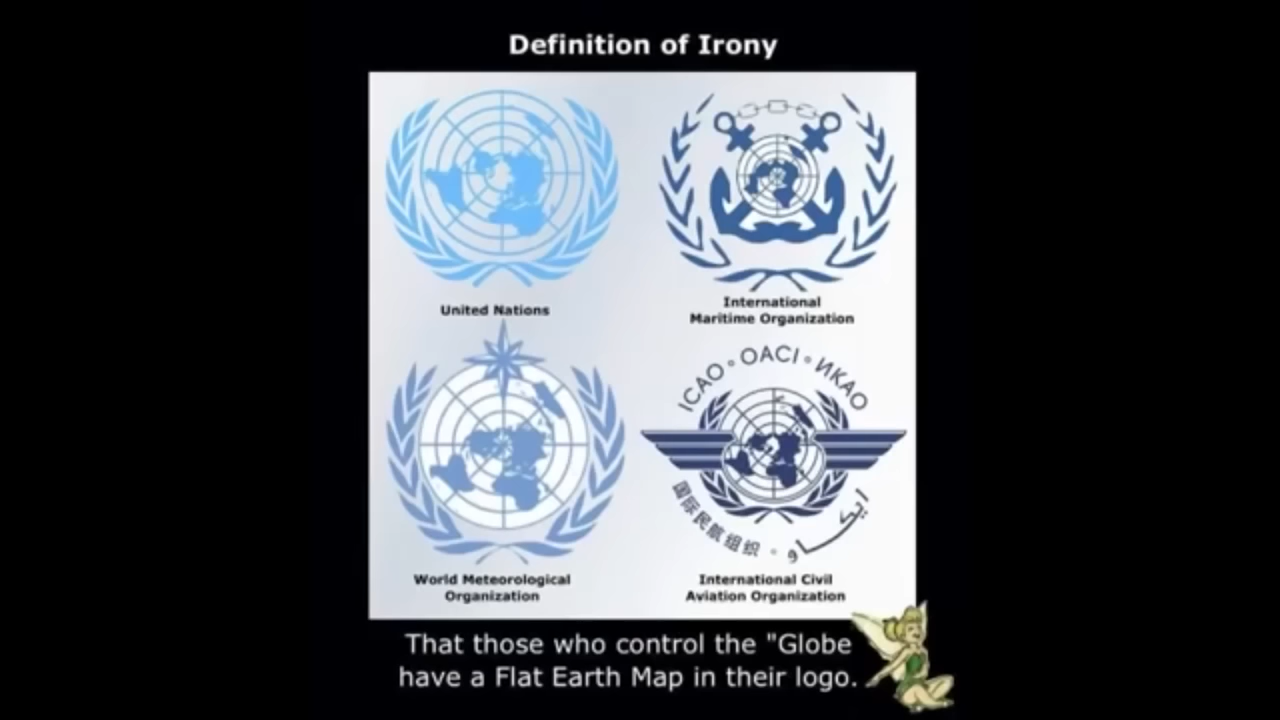 Definition of Irony
United Nations
International
Maritime Organization
ICAO ◦ OACI ◦ ИКАО
国际民航组织 ◦ ايكاو
World Meteorological
Organization
International Civil
Aviation Organization
That those who control the "Globe
have a Flat Earth Map in their logo.